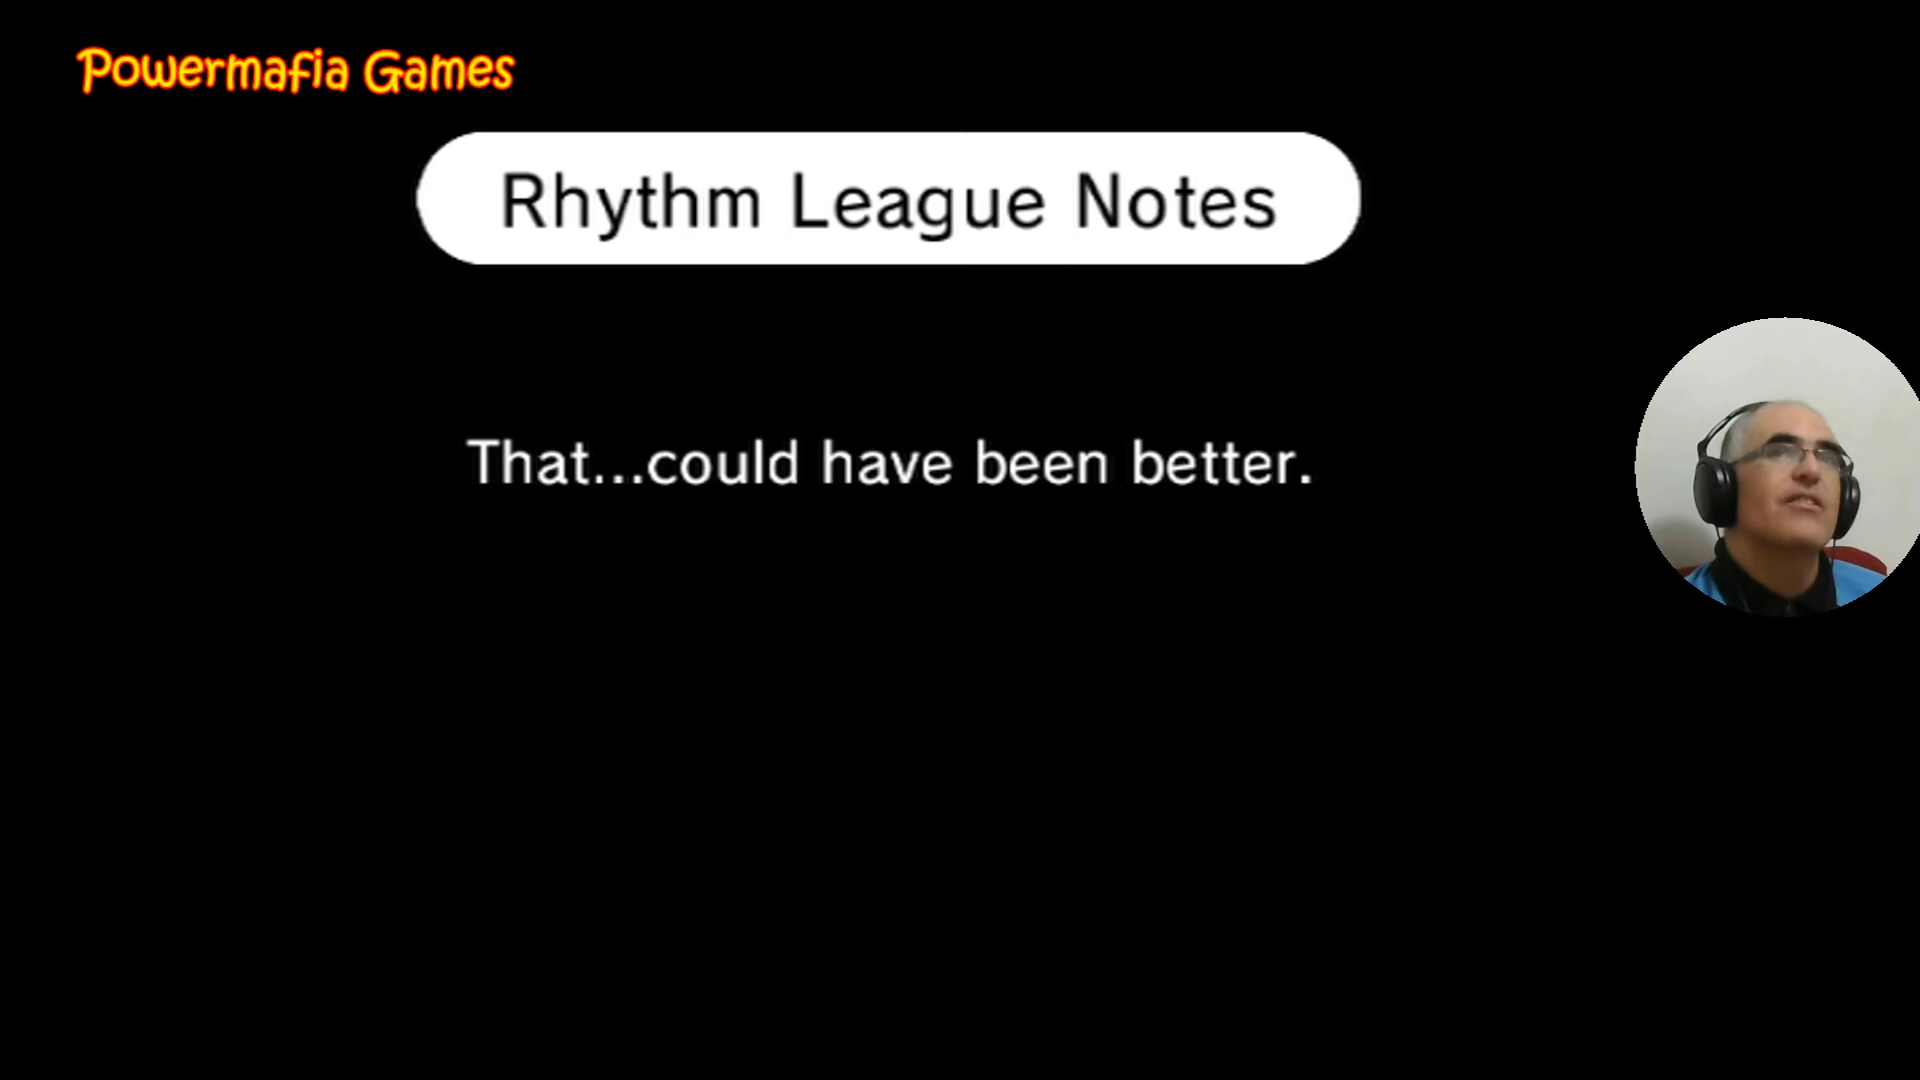 Powermafia Games
Rhythm League Notes
That...could have been better.